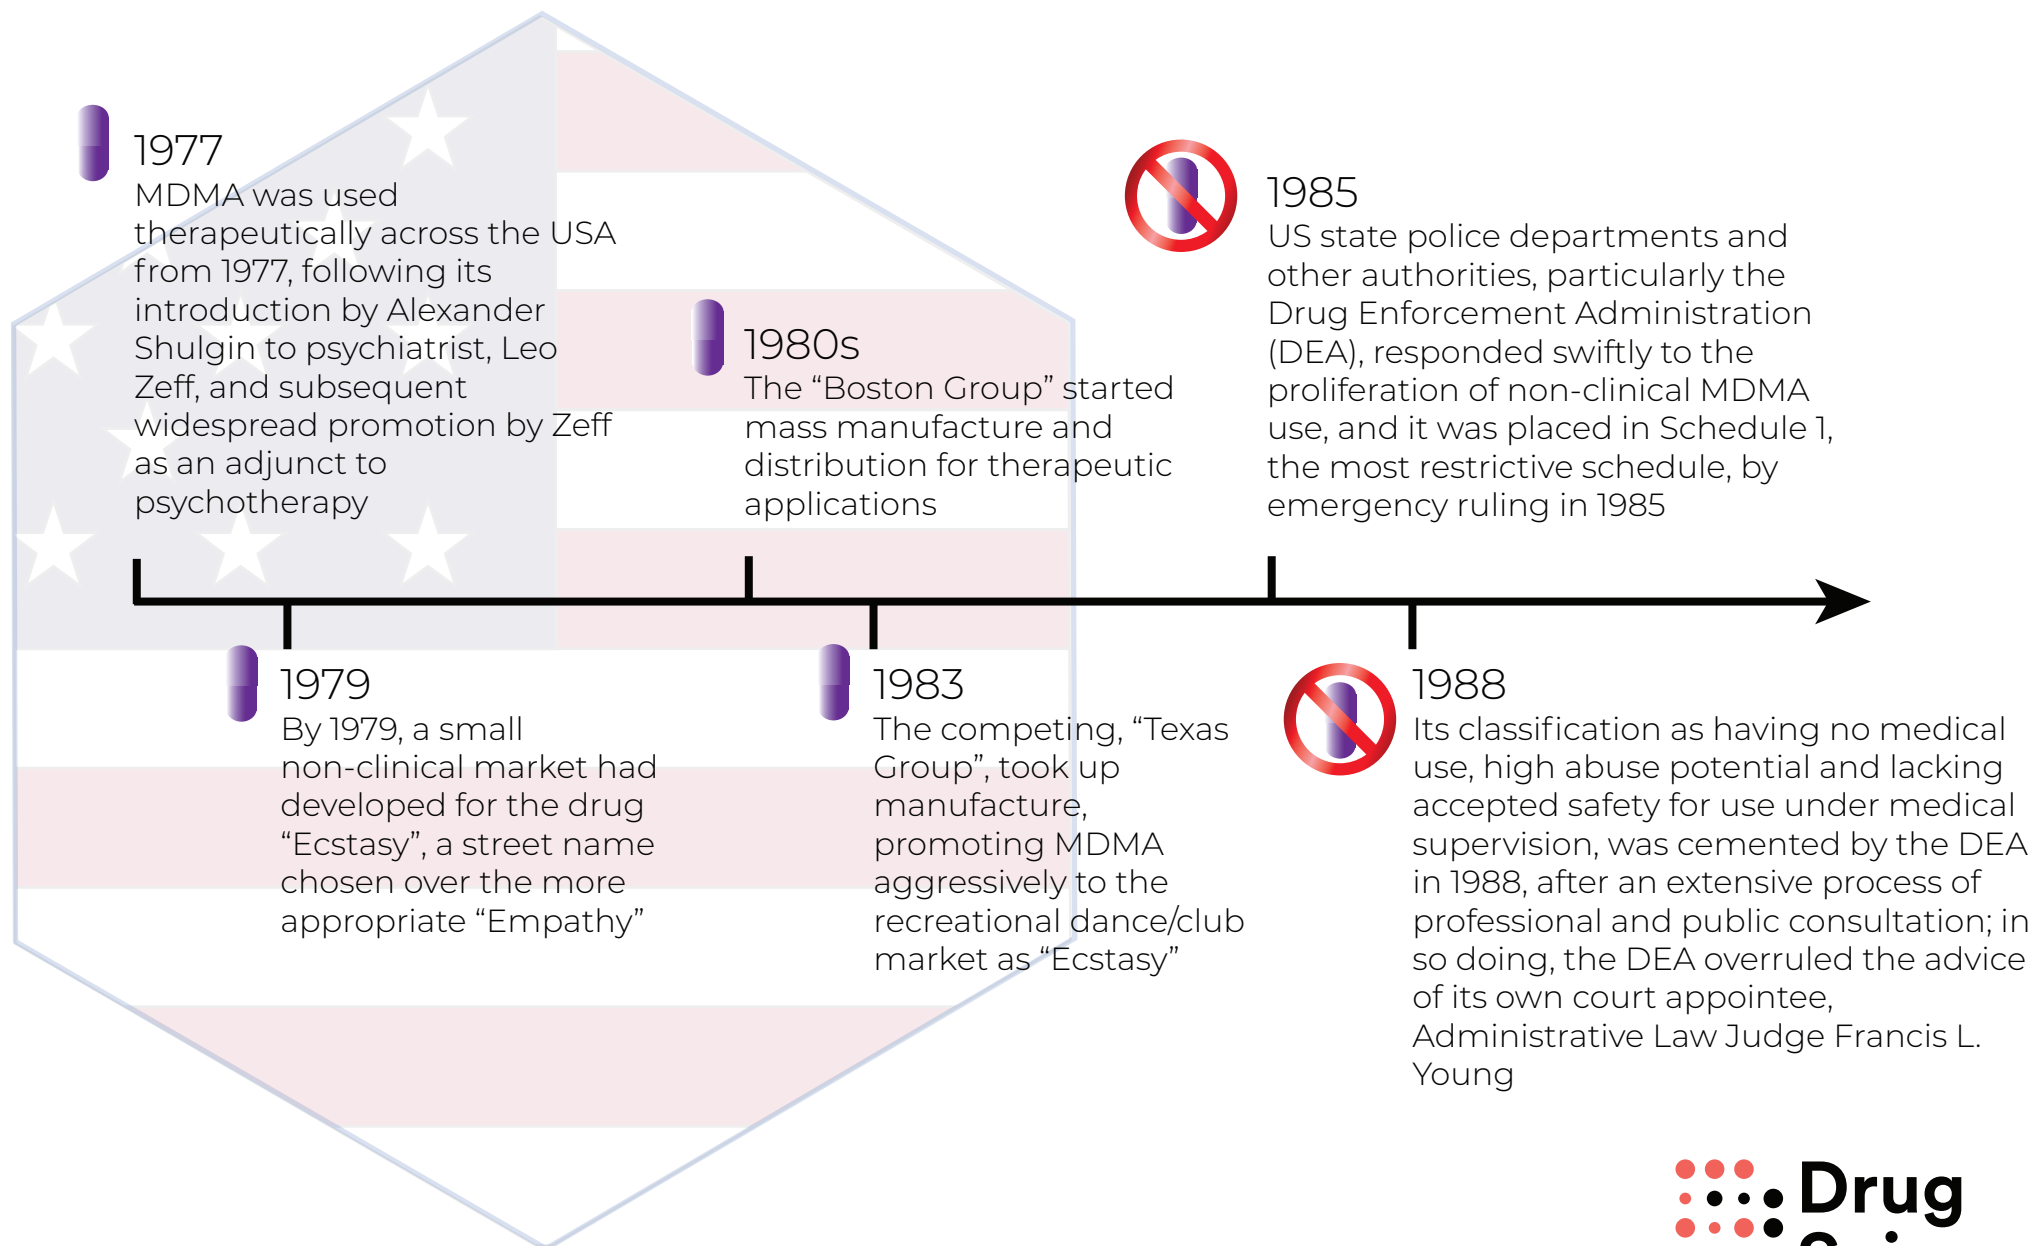 1977
MDMA was used
therapeutically across the USA
from 1977, following its
introduction by Alexander
Shulgin to psychiatrist, Leo
Zeff, and subsequent
widespread promotion by Zeff
as an adjunct to
psychotherapy
1979
By 1979, a small
non-clinical market had
developed for the drug
“Ecstasy”, a street name
chosen over the more
appropriate “Empathy”
1980s
The “Boston Group” started
mass manufacture and
distribution for therapeutic
applications
1983
The competing, “Texas
Group”, took up
manufacture,
promoting MDMA
aggressively to the
recreational dance/club
market as “Ecstasy”
1985
US state police departments and
other authorities, particularly the
Drug Enforcement Administration
(DEA), responded swiftly to the
proliferation of non-clinical MDMA
use, and it was placed in Schedule 1,
the most restrictive schedule, by
emergency ruling in 1985
1988
Its classification as having no medical
use, high abuse potential and lacking
accepted safety for use under medical
supervision, was cemented by the DEA
in 1988, after an extensive process of
professional and public consultation; in
so doing, the DEA overruled the advice
of its own court appointee,
Administrative Law Judge Francis L.
Young
Drug